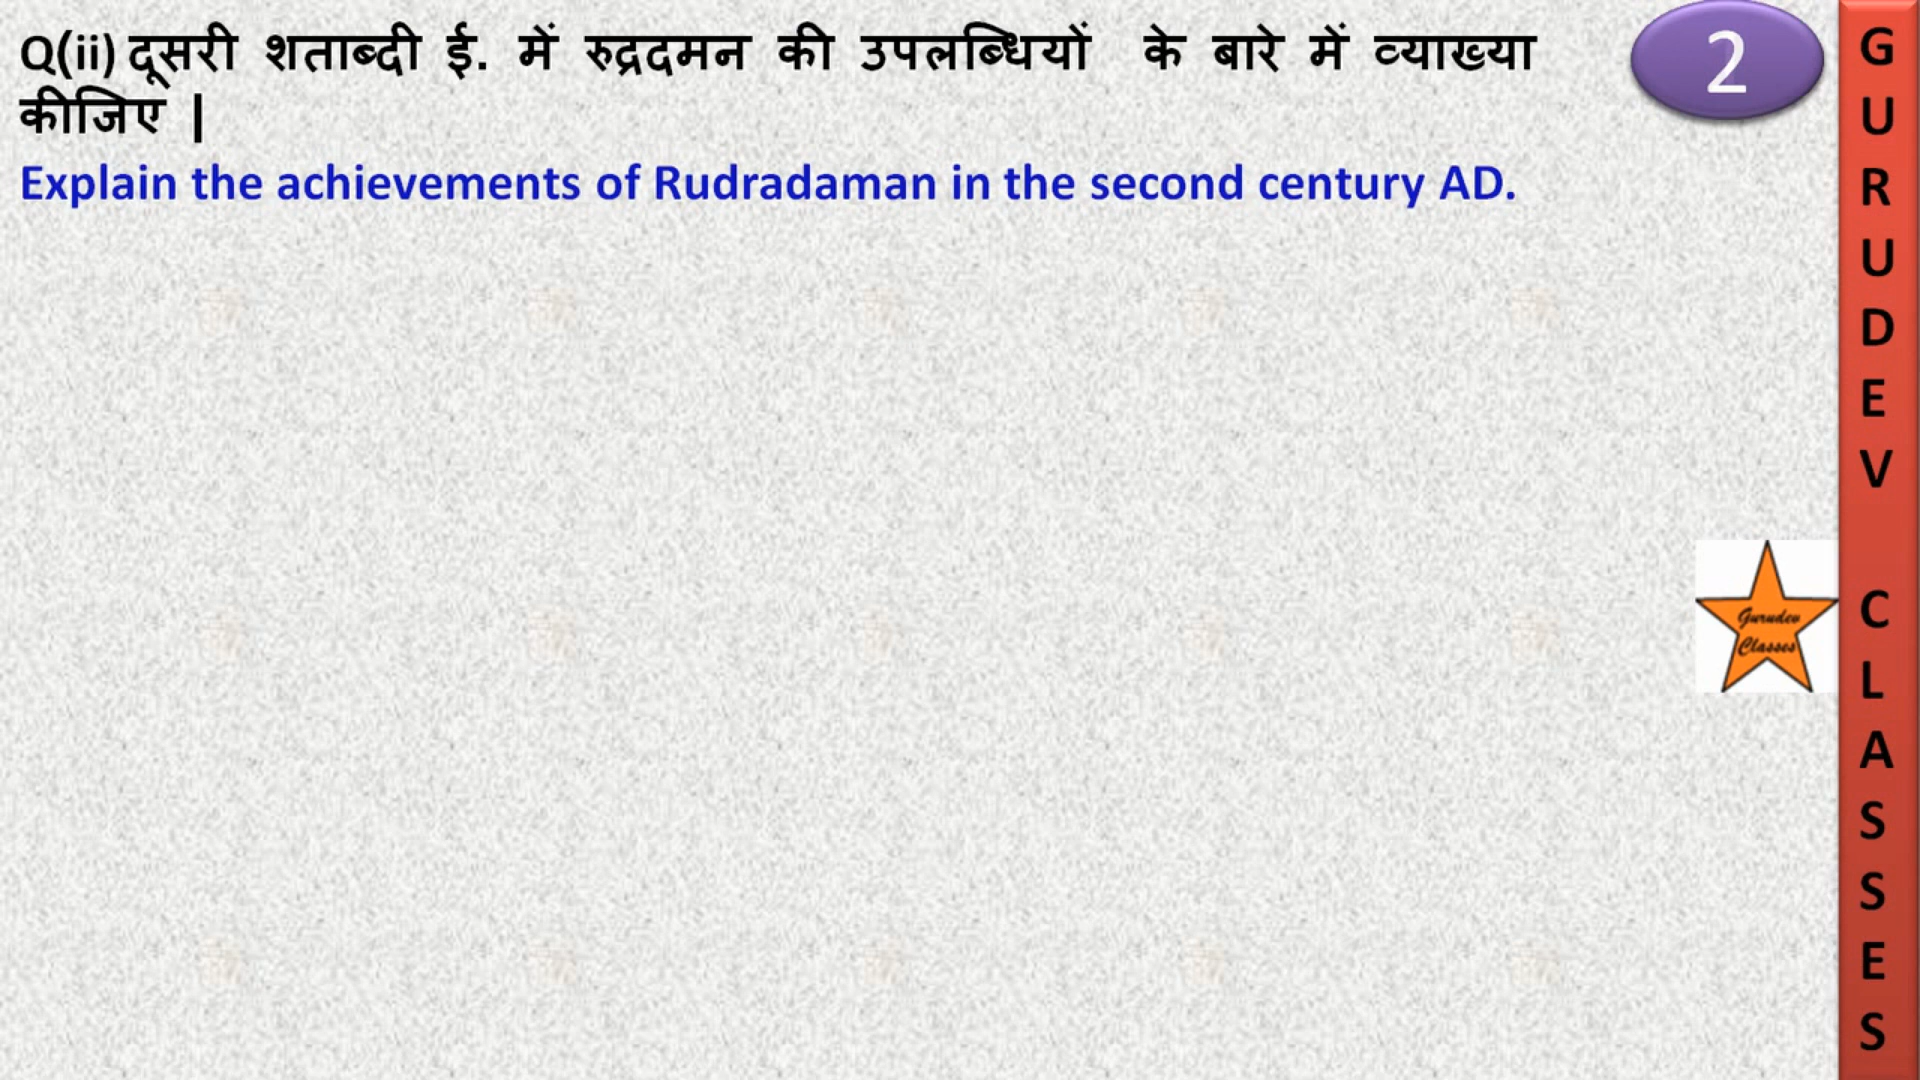 Q(ii) दूसरी शताब्दी ई. में रुद्रदमन की उपलब्धियों के बारे में व्याख्या
कीजिए |
Explain the achievements of Rudradaman in the second century AD.
2
Gurudev
Classes
G
U
R
U
D
E
V
C
L
A
S
S
E
S